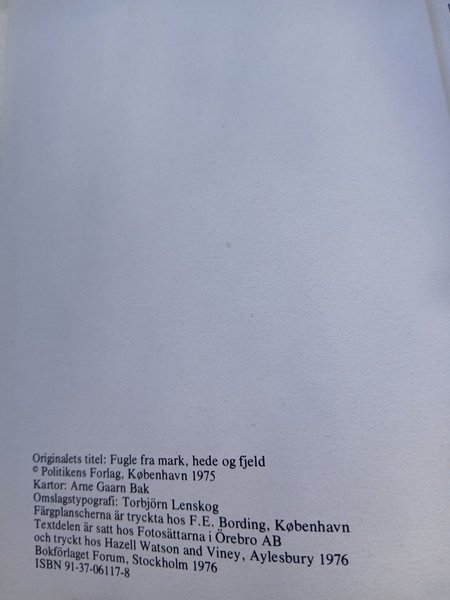 Originalets titel: Fugle fra mark, hede og fjeld
© Politikens Forlag, København 1975
Kartor: Arne Gaarn Bak
Omslagstypografi: Torbjörn Lenskog
Färgplanscherna är tryckta hos F.E. Bording, København
Textdelen är satt hos Fotosättarna i Örebro AB
och tryckt hos Hazell Watson and Viney, Aylesbury 1976
Bokförlaget Forum, Stockholm 1976
ISBN 91-37-06117-8